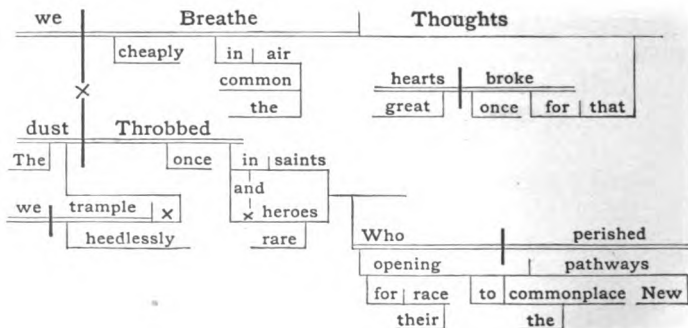 we Breathe Thoughts
cheaply in air
common
the
hearts broke
great once for that
×
dust Throbbed
The once in saints
and
we trample × × heroes
heedlessly rare
Who perished
opening pathways
for race to commonplace New
their the